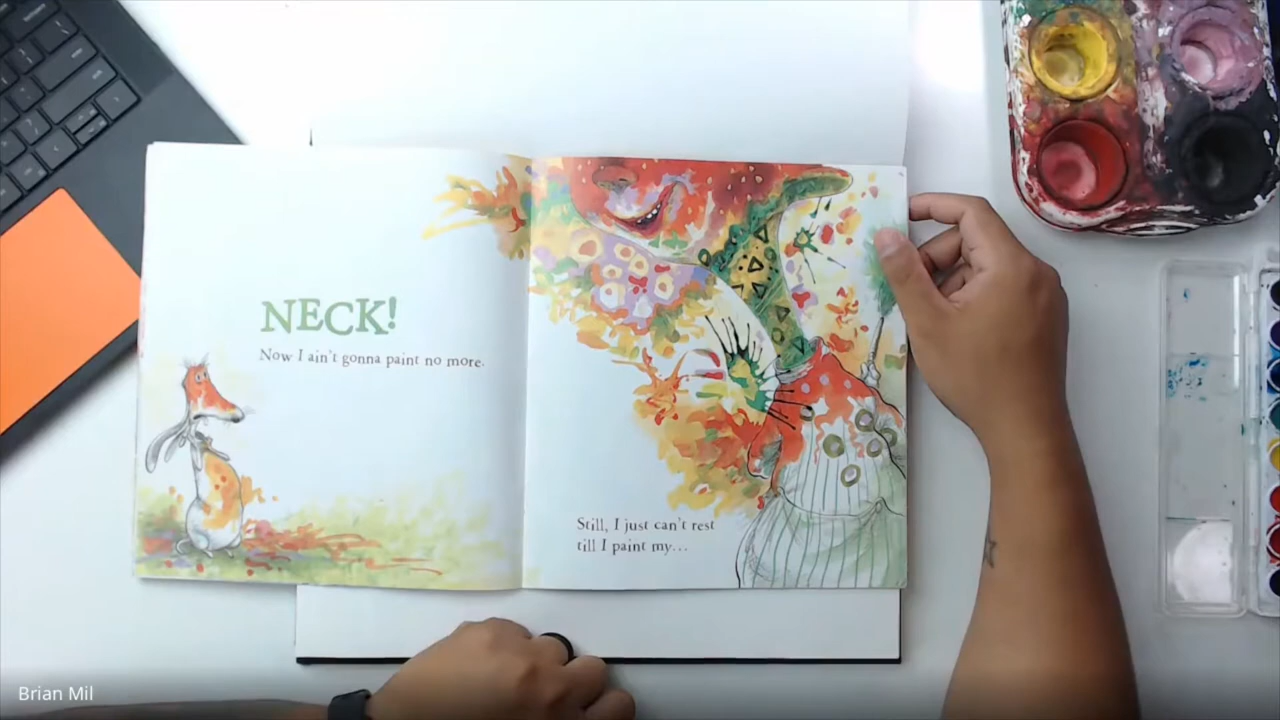 NECK!
Now I ain't gonna paint no more.
Still, I just can't rest
till I paint my...
Brian Mil